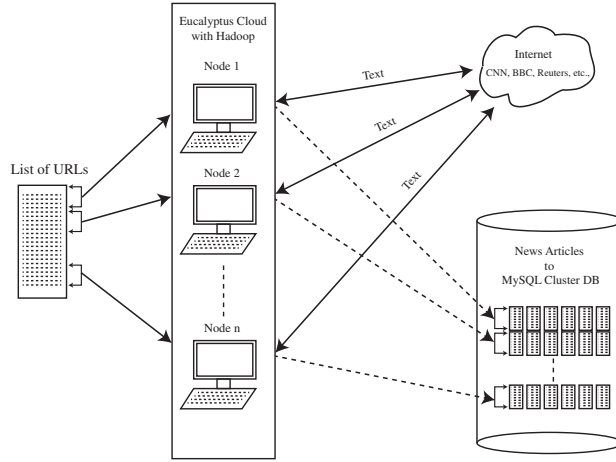 Eucalyptus Cloud
with Hadoop
Node 1
Node 2
Node n
List of URLs
Text
Text
Text
Internet
CNN, BBC, Reuters, etc.,
News Articles
to
MySQL Cluster DB